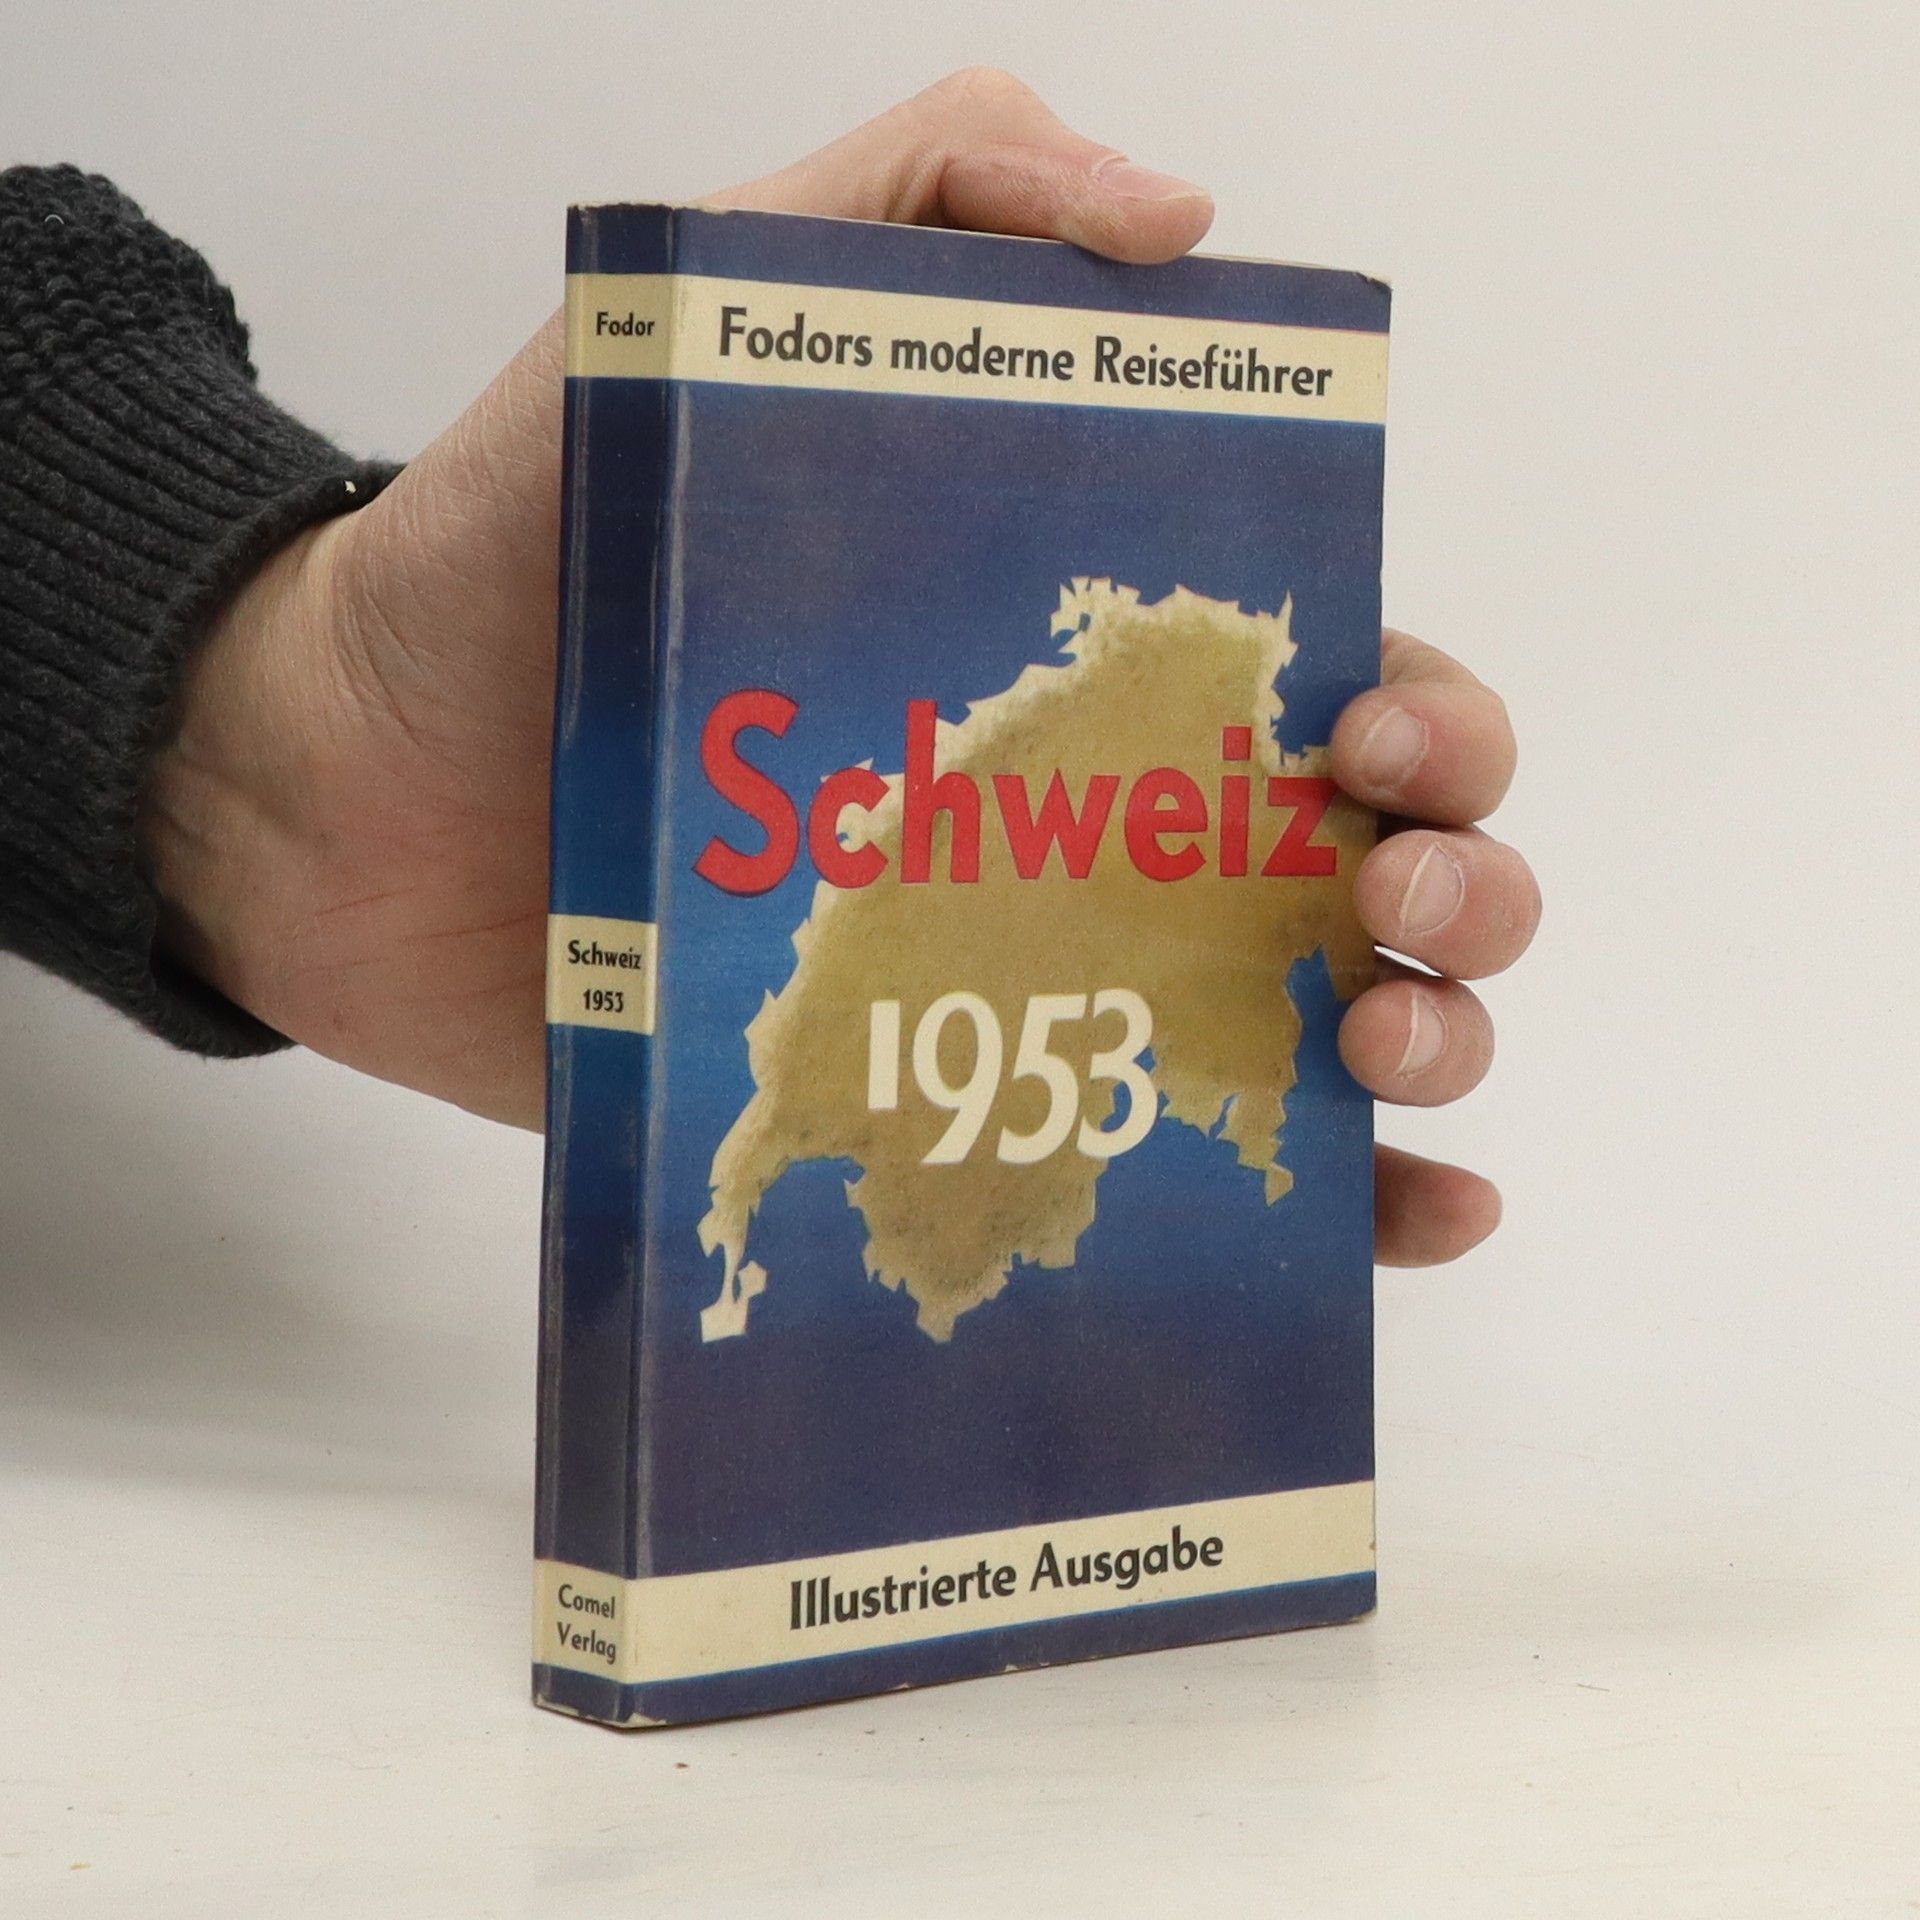 Fodor
Schweiz
1953
Comel
Verlag
Fodors moderne Reiseführer
Schweiz
1953
Illustrierte Ausgabe